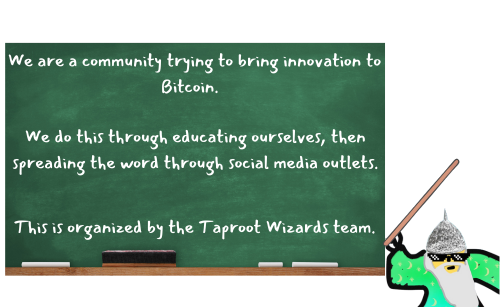 We are a community trying to bring innovation to
Bitcoin.
We do this through educating ourselves, then
spreading the word through social media outlets.
This is organized by the Taproot Wizards team.